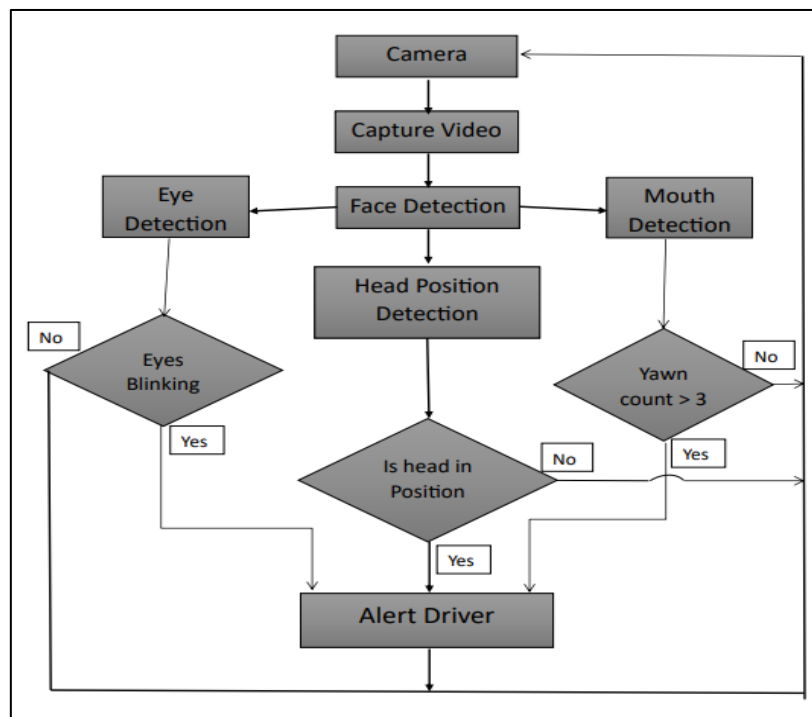 Camera
Capture Video
Eye
Detection
Face Detection
Mouth
Detection
Head Position
Detection
No
Eyes
Blinking
Yawn
count > 3
No
Yes
Yes
Is head in
Position
No
Yes
Alert Driver